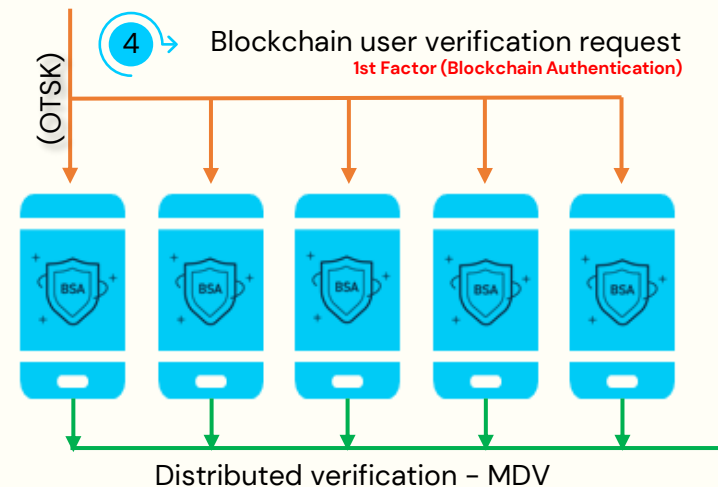 4
Blockchain user verification request
1st Factor (Blockchain Authentication)
(OTSK)
BSA
BSA
BSA
BSA
BSA
Distributed verification – MDV